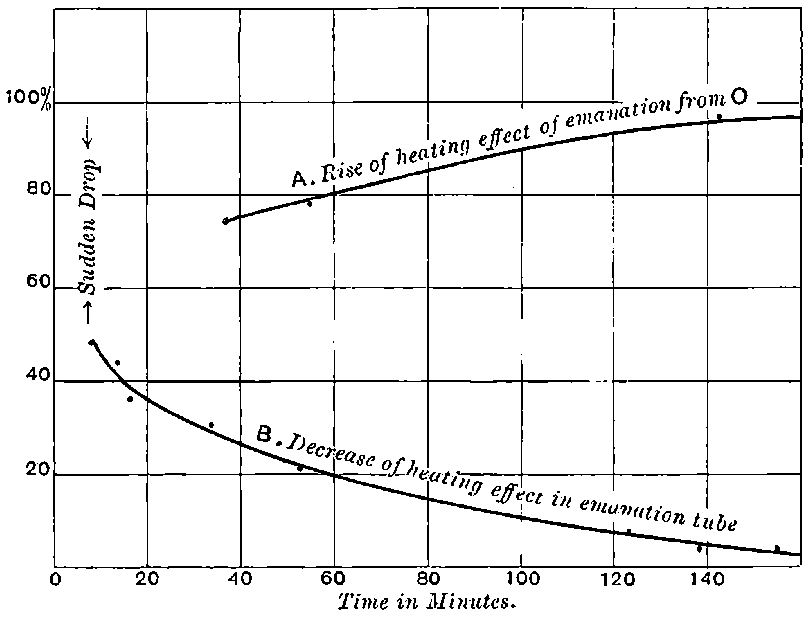 100%
80
60
40
20
→ Sudden Drop ←
A. Rise of heating effect of emanation from O
B. Decrease of heating effect in emanation tube
0 20 40 60 80 100 120 140
Time in Minutes.